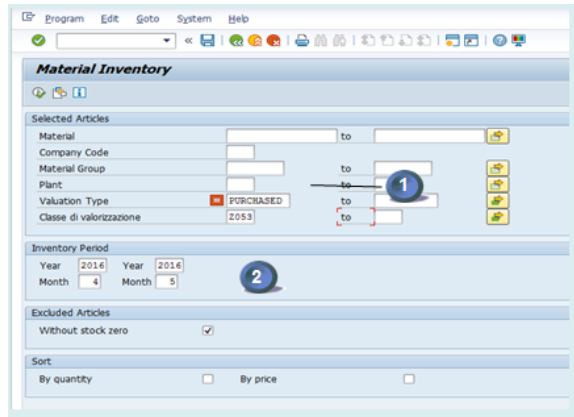 Program Edit Goto System Help
Material Inventory
Selected Articles
Material to
Company Code
Material Group to
Plant to 1
Valuation Type PURCHASED to
Classe di valorizzazione Z053 to
Inventory Period
Year 2016 Year 2016
Month 4 Month 5
2
Excluded Articles
Without stock zero
Sort
By quantity By price